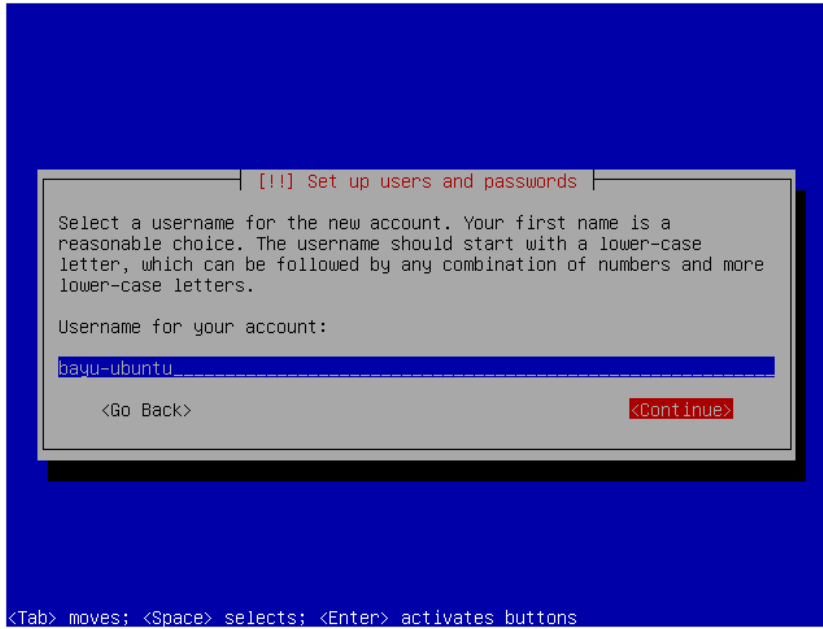 [!!] Set up users and passwords
Select a username for the new account. Your first name is a
reasonable choice. The username should start with a lower-case
letter, which can be followed by any combination of numbers and more
lower-case letters.
Username for your account:
bayu-ubuntu
<Go Back> <Continue>
<Tab> moves; <Space> selects; <Enter> activates buttons